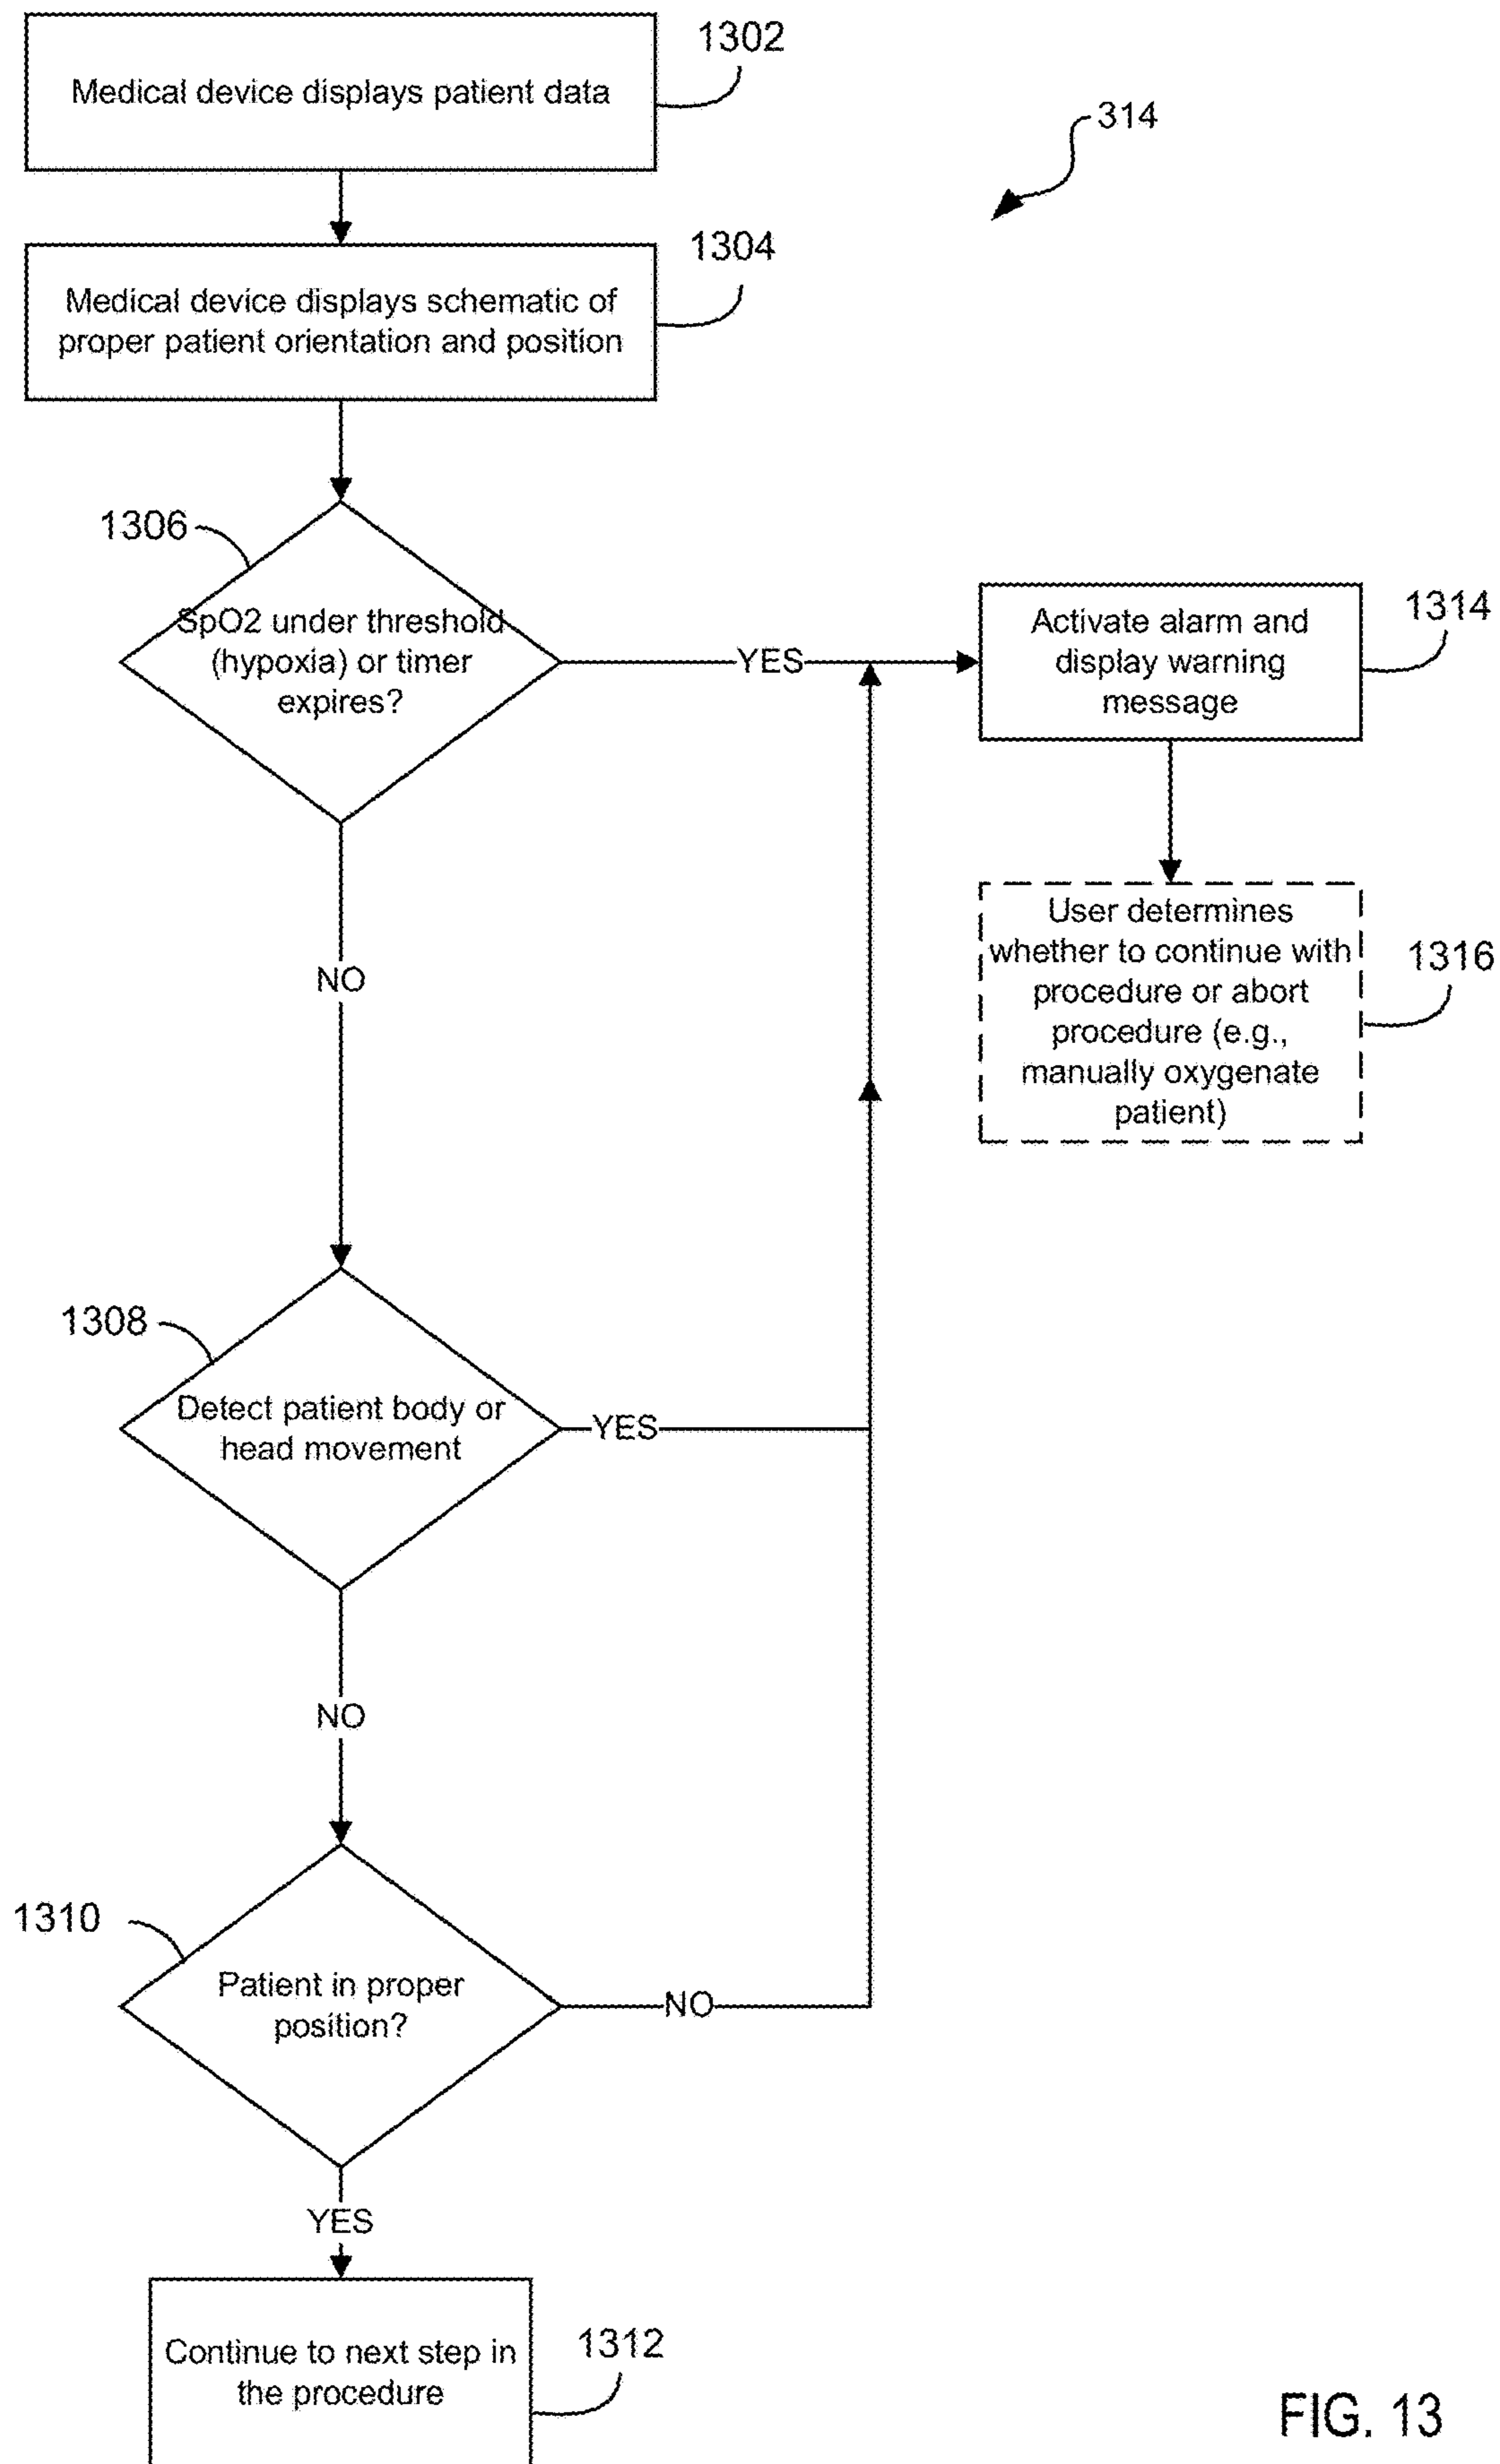 1302
Medical device displays patient data
314
1304
Medical device displays schematic of
proper patient orientation and position
1306
SpO2 under threshold
(hypoxia) or timer
expires?
YES
Activate alarm and
display warning
message
1314
NO
User determines
whether to continue with
procedure or abort
procedure (e.g.,
manually oxygenate
patient)
1316
1308
Detect patient body or
head movement
YES
NO
1310
Patient in proper
position?
NO
YES
Continue to next step in
the procedure
1312
FIG. 13